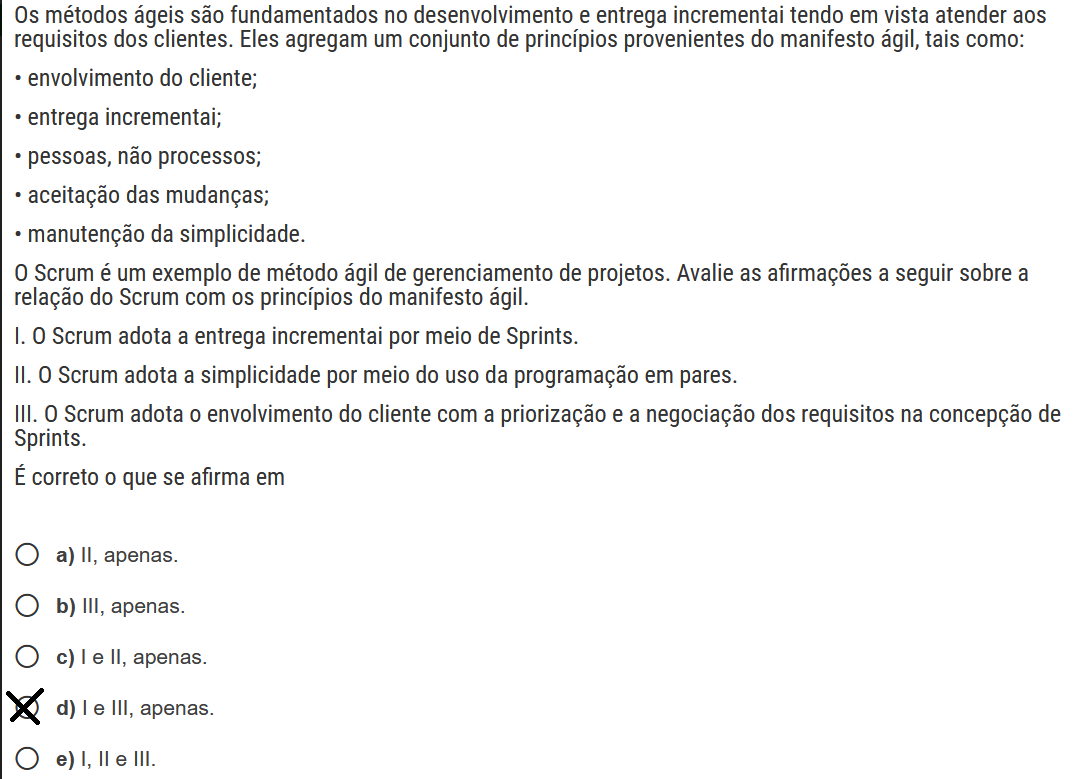 Os métodos ágeis são fundamentados no desenvolvimento e entrega incrementai tendo em vista atender aos
requisitos dos clientes. Eles agregam um conjunto de princípios provenientes do manifesto ágil, tais como:
• envolvimento do cliente;
• entrega incrementai;
• pessoas, não processos;
• aceitação das mudanças;
• manutenção da simplicidade.
O Scrum é um exemplo de método ágil de gerenciamento de projetos. Avalie as afirmações a seguir sobre a
relação do Scrum com os princípios do manifesto ágil.
I. O Scrum adota a entrega incrementai por meio de Sprints.
II. O Scrum adota a simplicidade por meio do uso da programação em pares.
III. O Scrum adota o envolvimento do cliente com a priorização e a negociação dos requisitos na concepção de
Sprints.
É correto o que se afirma em
a) II, apenas.
b) III, apenas.
c) I e II, apenas.
d) I e III, apenas.
e) I, II e III.